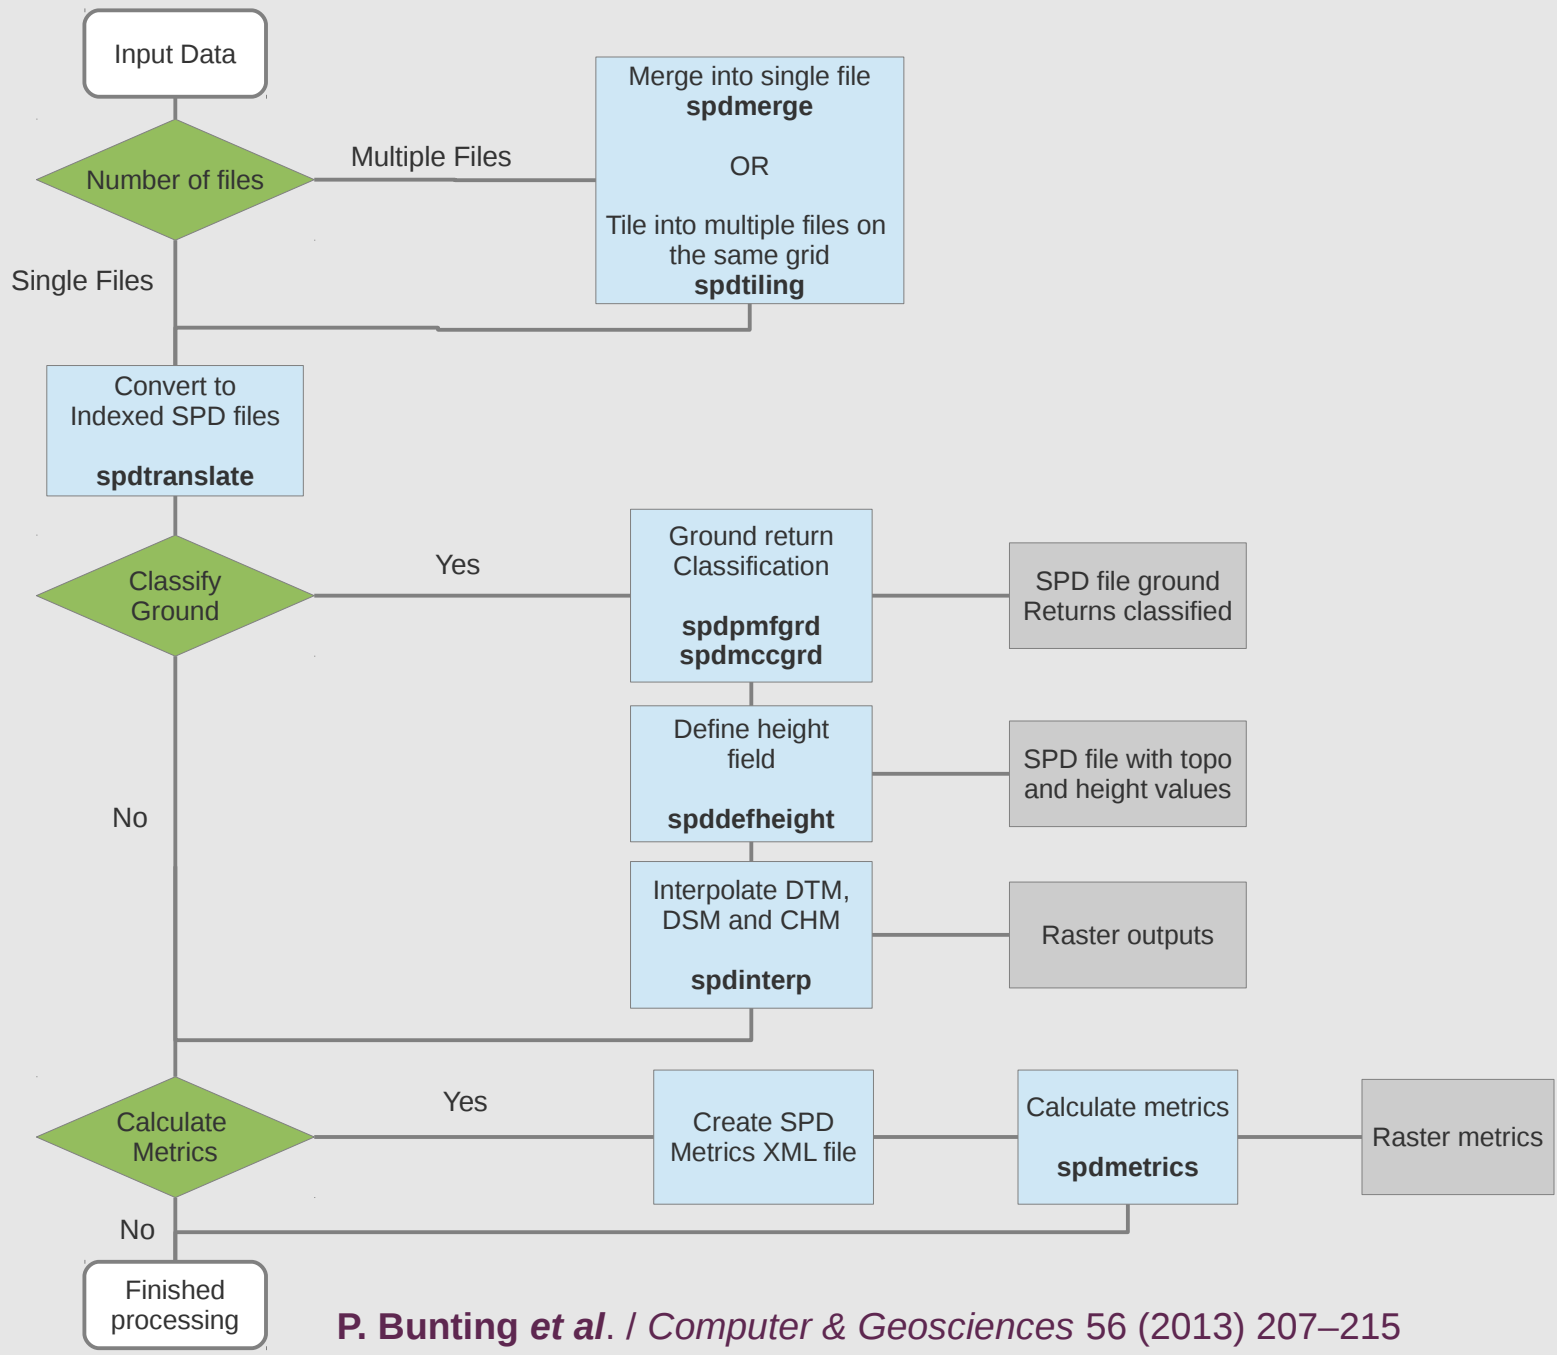 Input Data
Number of files
Multiple Files
Merge into single file
spdmerge
OR
Tile into multiple files on
the same grid
spdtiling
Single Files
Convert to
Indexed SPD files
spdtranslate
Classify
Ground
Yes
Ground return
Classification
spdpmfgrd
spdmccgrd
SPD file ground
Returns classified
Define height
field
spddefheight
SPD file with topo
and height values
No
Interpolate DTM,
DSM and CHM
spdinterp
Raster outputs
Calculate
Metrics
Yes
Create SPD
Metrics XML file
Calculate metrics
spdmetrics
Raster metrics
No
Finished
processing
P. Bunting et al. / Computer & Geosciences 56 (2013) 207–215